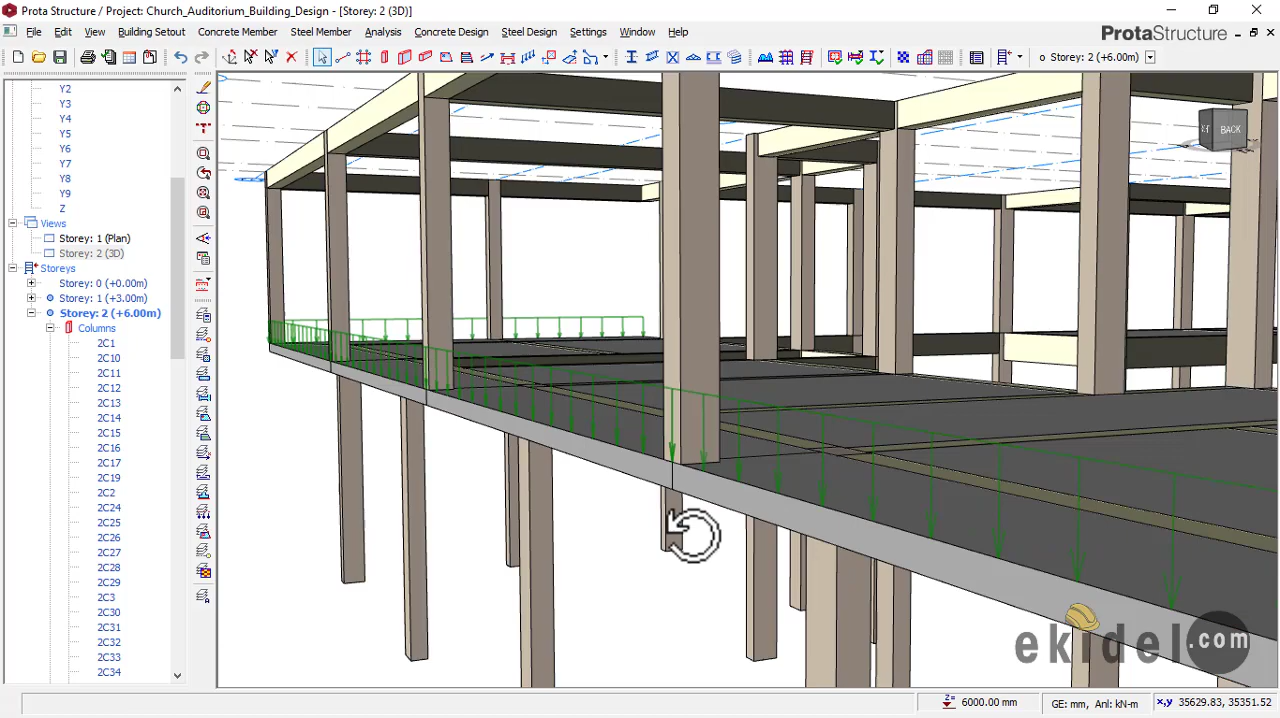 Prota Structure / Project: Church_Auditorium_Building_Design - [Storey: 2 (3D)]
File Edit View Building Setout Concrete Member Steel Member Analysis Concrete Design Steel Design Settings Window Help
ProtaStructure
Storey: 2 (+6.00m)
Y2
Y3
Y4
Y5
Y6
Y7
Y8
Y9
Z
Views
Storey: 1 (Plan)
Storey: 2 (3D)
Storeys
Storey: 0 (+0.00m)
Storey: 1 (+3.00m)
Storey: 2 (+6.00m)
Columns
2C1
2C10
2C11
2C12
2C13
2C14
2C15
2C16
2C17
2C19
2C2
2C24
2C25
2C26
2C27
2C28
2C29
2C3
2C30
2C31
2C32
2C33
2C34
BACK
ekidel.com
Z= 6000.00 mm GE: mm, Anl: kN-m x,y 35629.83, 35351.52